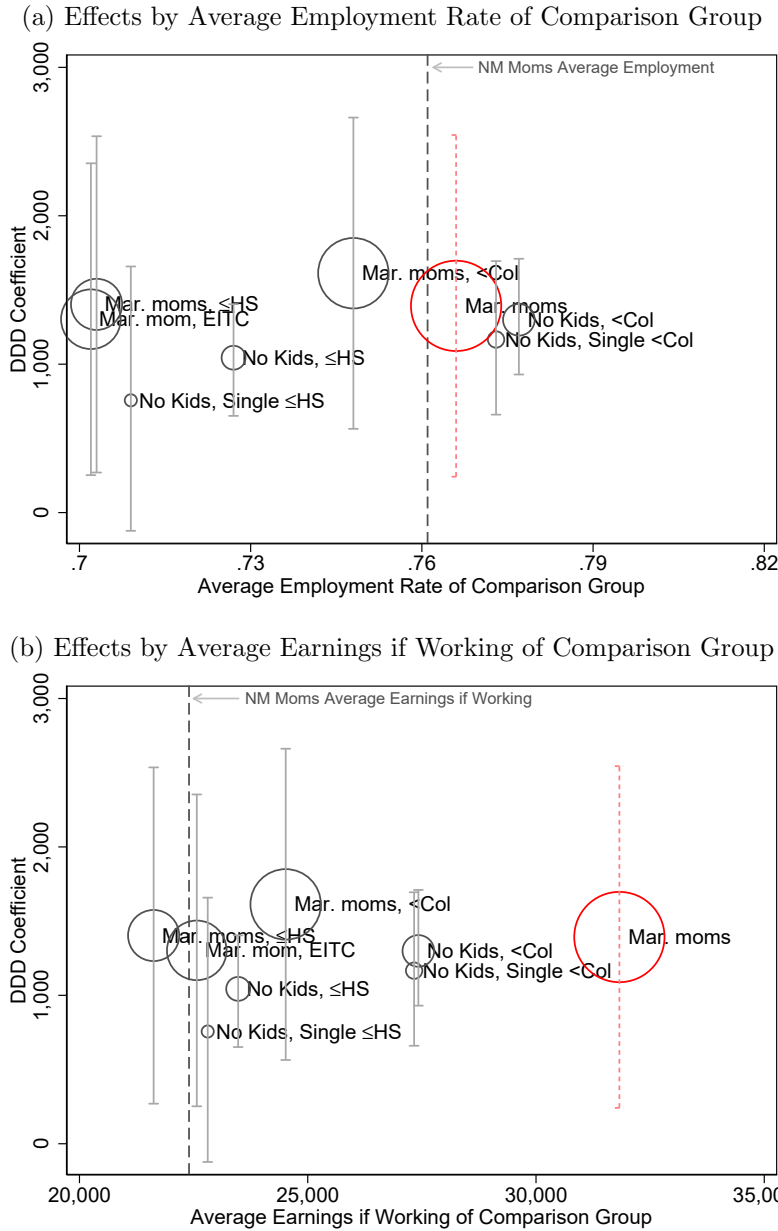 (a) Effects by Average Employment Rate of Comparison Group
3,000
NM Moms Average Employment
2,000
Mar. moms, <Col
Mar. moms, ≤HS
Mar. moms
Mar. mom, EITC
No Kids, <Col
No Kids, Single <Col
No Kids, ≤HS
1,000
No Kids, Single ≤HS
0
DDD Coefficient
.7
.73
.76
.79
.82
Average Employment Rate of Comparison Group
(b) Effects by Average Earnings if Working of Comparison Group
3,000
NM Moms Average Earnings if Working
2,000
Mar. moms, <Col
Mar. moms, ≤HS
Mar. moms
Mar. mom, EITC
No Kids, <Col
No Kids, Single <Col
No Kids, ≤HS
1,000
No Kids, Single ≤HS
0
DDD Coefficient
20,000
25,000
30,000
35,00
Average Earnings if Working of Comparison Group